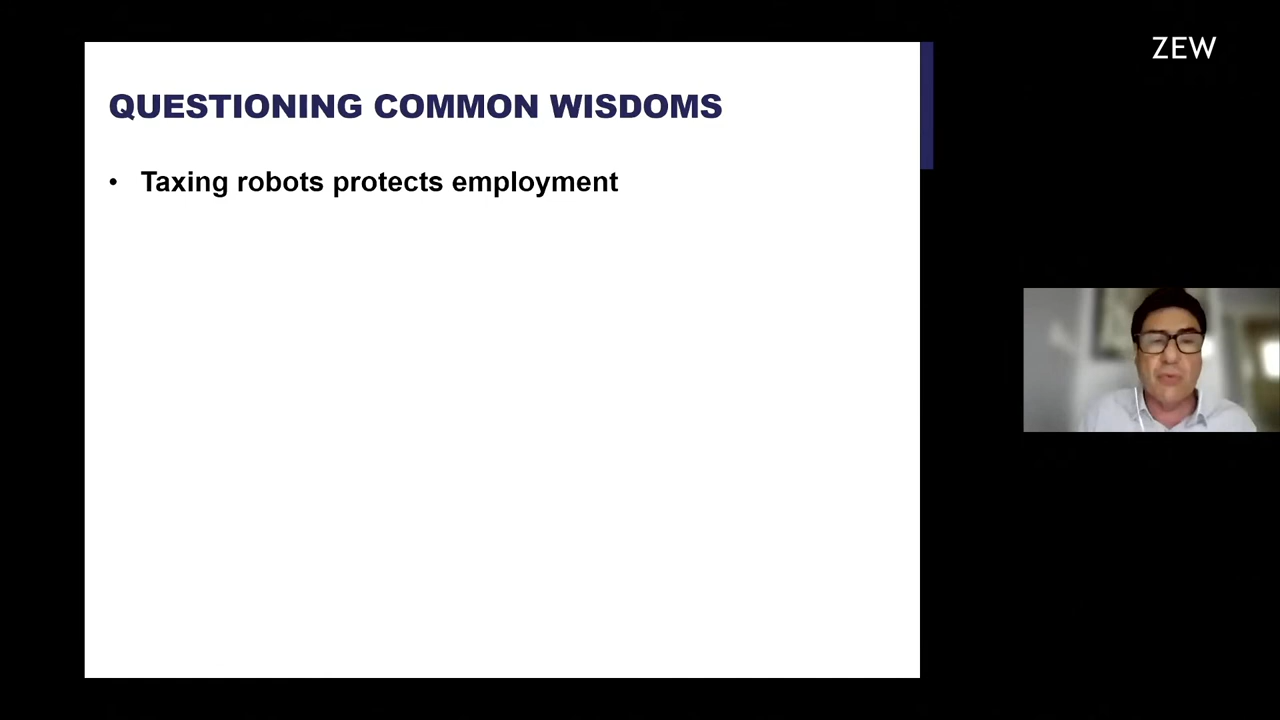 ZEW
QUESTIONING COMMON WISDOMS
• Taxing robots protects employment